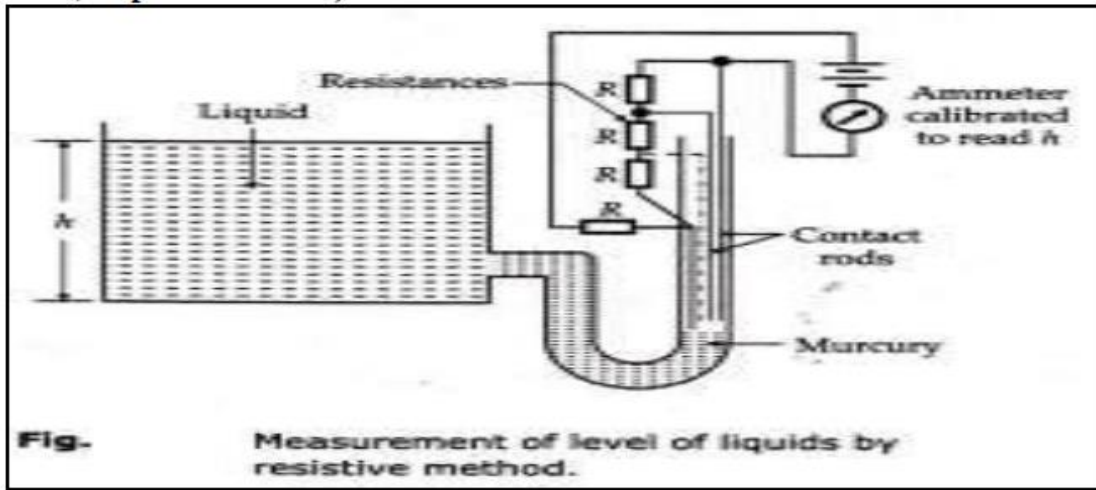 Resistances
Liquid
R
R
R
R
h
Ammeter
calibrated
to read h
Contact
rods
Murcury
Fig. Measurement of level of liquids by
resistive method.